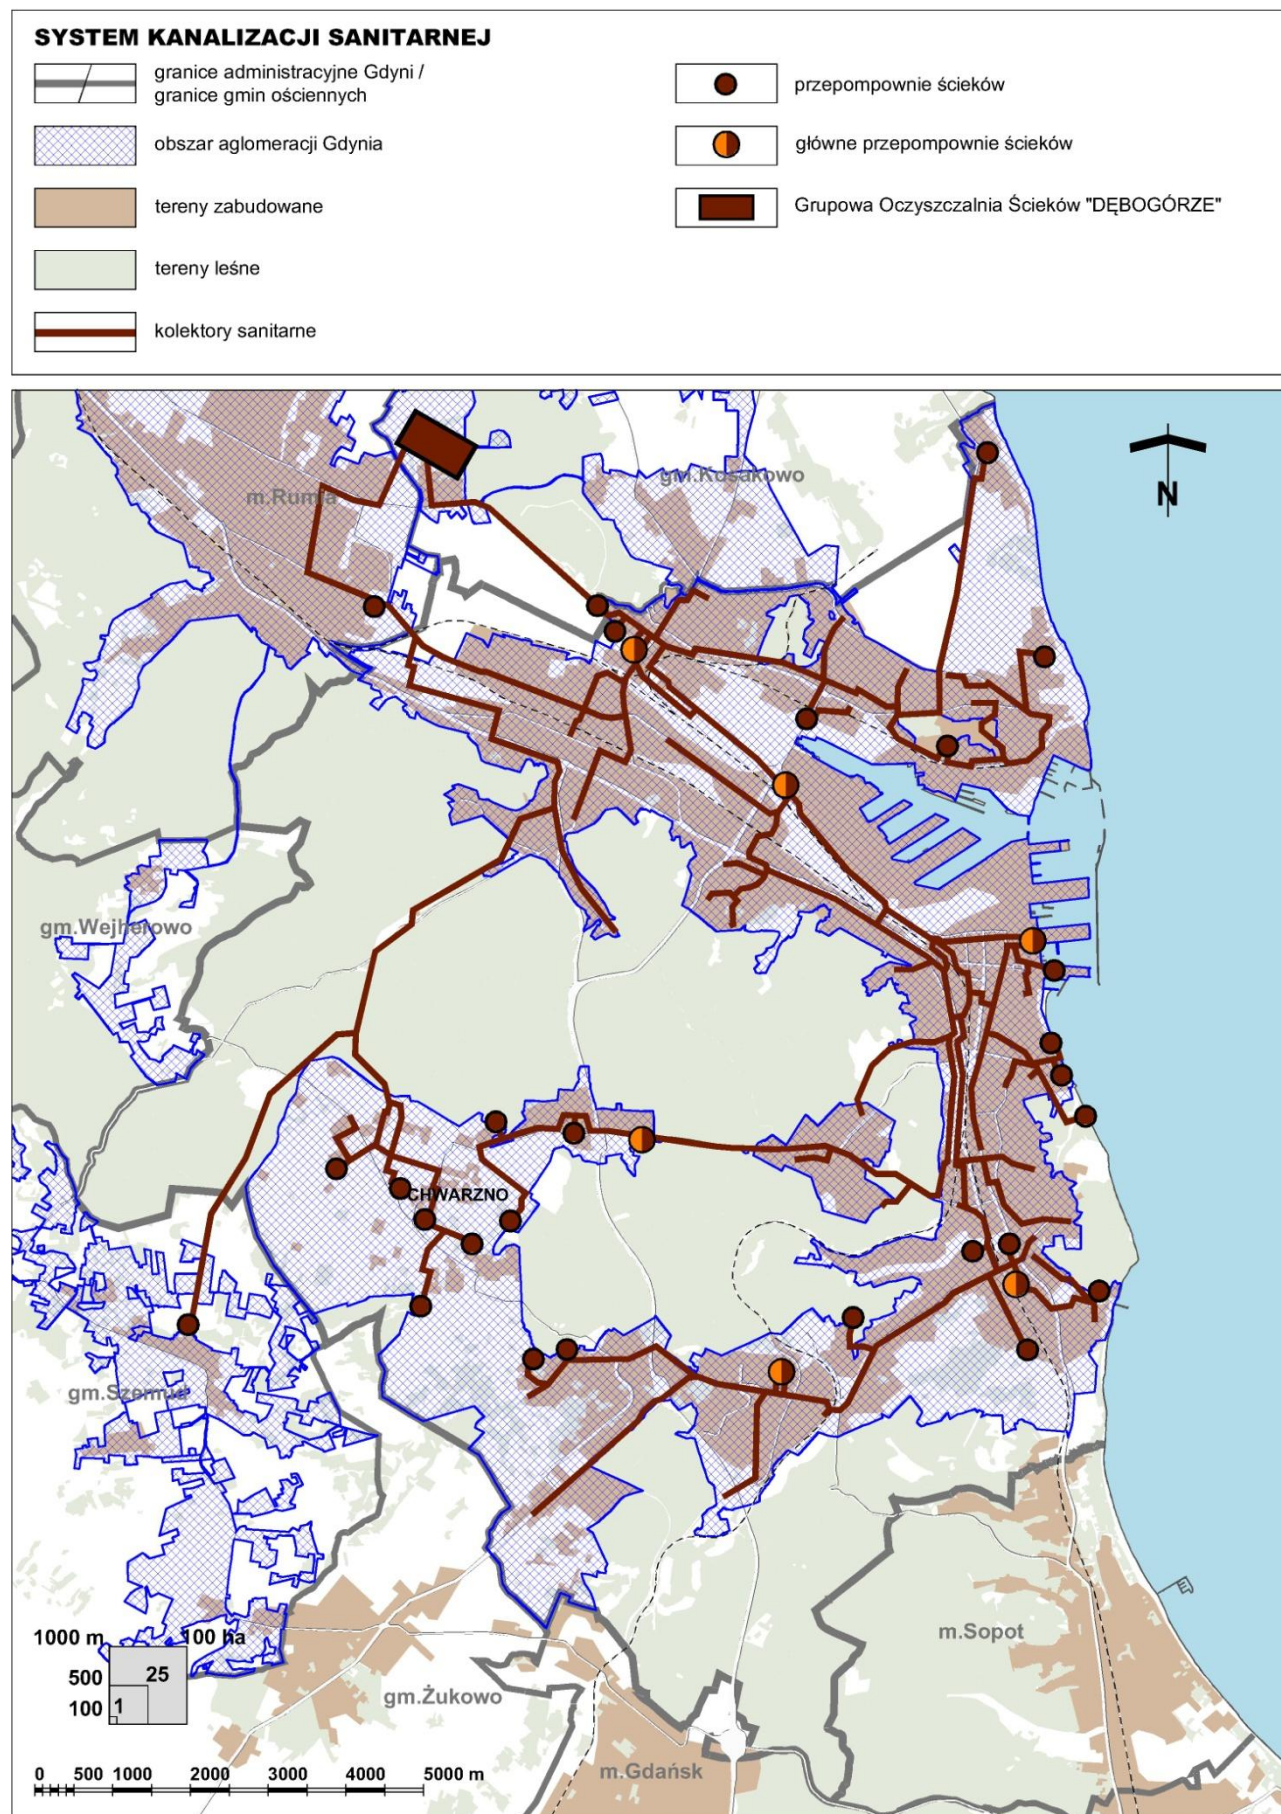 SYSTEM KANALIZACJI SANITARNEJ
granice administracyjne Gdyni /
granice gmin ościennych
obszar aglomeracji Gdynia
tereny zabudowane
tereny leśne
kolektory sanitarne
przepompownie ścieków
główne przepompownie ścieków
Grupowa Oczyszczalnia Ścieków "DĘBOGÓRZE"
m.Rumia
gm.Kosakowo
N
gm.Wejherowo
CHWARZNO
gm.Szemud
m.Sopot
gm.Żukowo
m.Gdańsk
1000 m
100 ha
500
25
100
1
0 500 1000 2000 3000 4000 5000 m